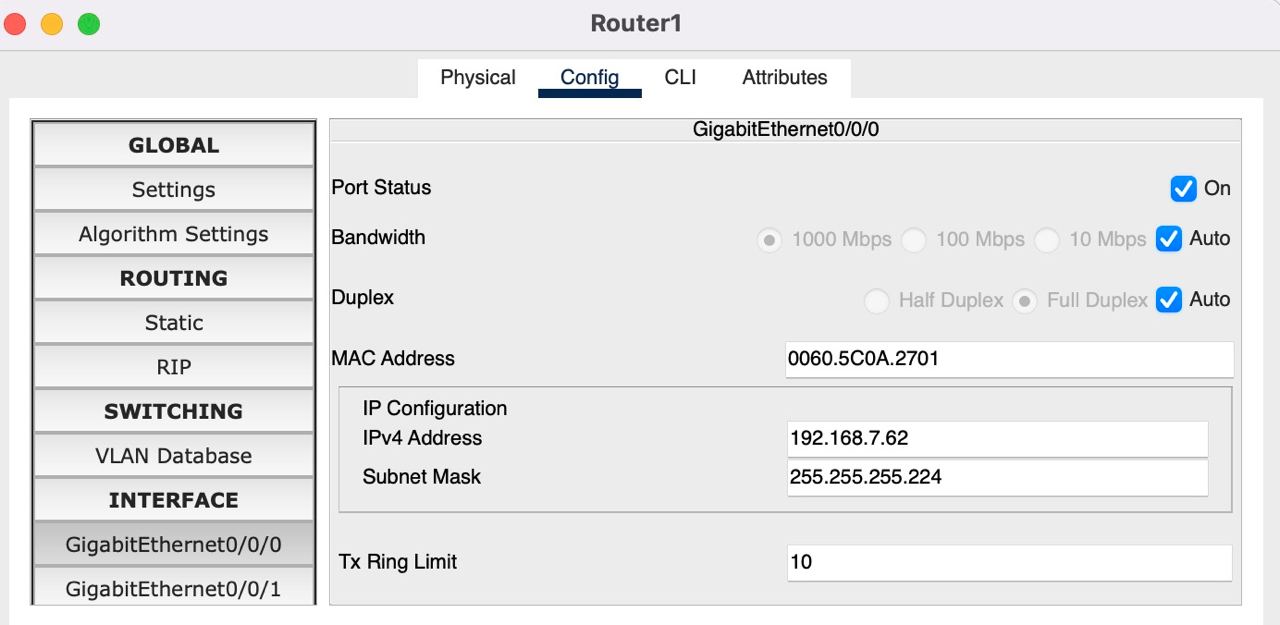 Router1
Physical Config CLI Attributes
GLOBAL
Settings
Algorithm Settings
ROUTING
Static
RIP
SWITCHING
VLAN Database
INTERFACE
GigabitEthernet0/0/0
GigabitEthernet0/0/1
GigabitEthernet0/0/0
Port Status On
Bandwidth 1000 Mbps 100 Mbps 10 Mbps Auto
Duplex Half Duplex Full Duplex Auto
MAC Address 0060.5C0A.2701
IP Configuration
IPv4 Address 192.168.7.62
Subnet Mask 255.255.255.224
Tx Ring Limit 10